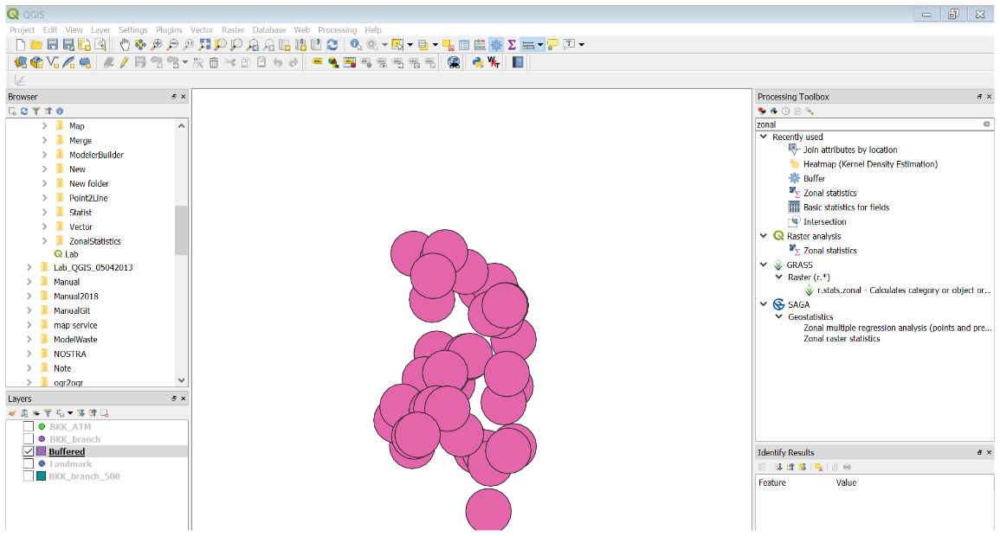 QGIS
Project Edit View Layer Settings Plugins Vector Raster Database Web Processing Help
Browser
Map
Merge
ModelerBuilder
New
New folder
Point2Line
Statist
Vector
ZonalStatistics
Lab
Lab_QGIS_05042013
Manual
Manual2018
ManualGit
map service
ModelWaste
NOSTRA
Note
ogr2ogr
Layers
BKK_ATM
BKK_branch
Buffered
Landmark
BKK_branch_500
Processing Toolbox
zonal
Recently used
Join attributes by location
Heatmap (Kernel Density Estimation)
Buffer
Zonal statistics
Basic statistics for fields
Intersection
Raster analysis
Zonal statistics
GRASS
Raster (r.*)
r.stats.zonal - Calculates category or object or...
SAGA
Geostatistics
Zonal multiple regression analysis (points and pre...
Zonal raster statistics
Identify Results
Feature Value